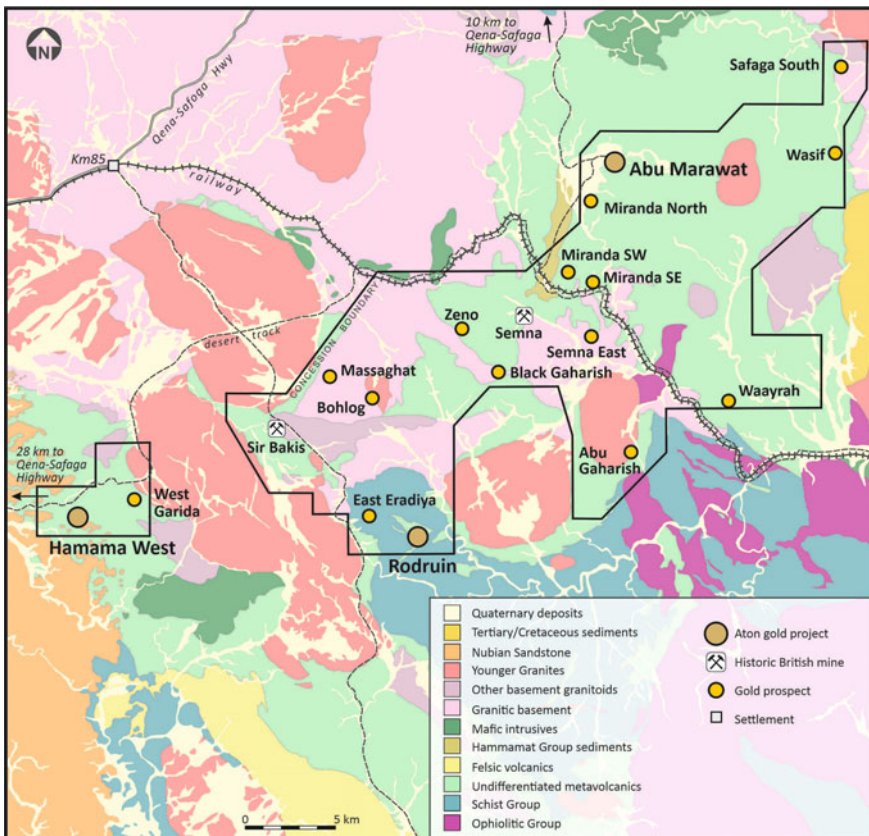 N
10 km to
Qena-Safaga
Highway
Qena-Safoga Hwy
Km85
railway
Safaga South
Wasif
Abu Marawat
Miranda North
Miranda SW
Miranda SE
Zeno
Semna
Semna East
CONCESSION BOUNDARY
desert track
Massaghat
Black Gaharish
Bohlog
Waayrah
Sir Bakis
Abu
Gaharish
28 km to
Qena-Safaga
Highway
West
Garida
East Eradiya
Hamama West
Rodruin
Quaternary deposits
Tertiary/Cretaceous sediments
Nubian Sandstone
Younger Granites
Other basement granitoids
Granitic basement
Mafic intrusives
Hammamat Group sediments
Felsic volcanics
Undifferentiated metavolcanics
Schist Group
Ophiolitic Group
Aton gold project
Historic British mine
Gold prospect
Settlement
0 5 km